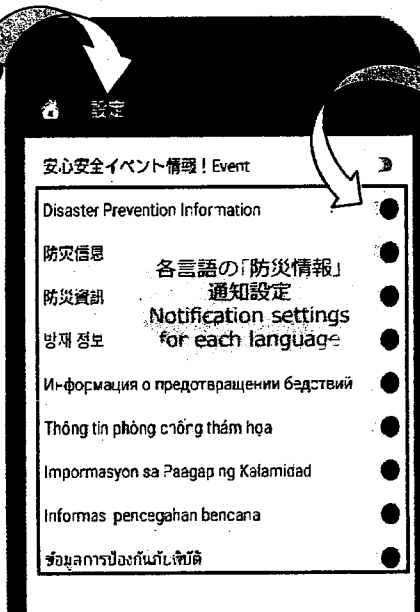 設定
安心安全イベント情報！Event
Disaster Prevention Information
防灾信息
防災資訊
방재 정보
各言語の「防災情報」
通知設定
Notification settings
for each language
Информация о предотвращении бедствий
Thông tin phòng chống thảm họa
Impormasyon sa Paagap ng Kalamidad
Informas pencegahan bencana
ข้อมูลการป้องกันภัยพิบัติ